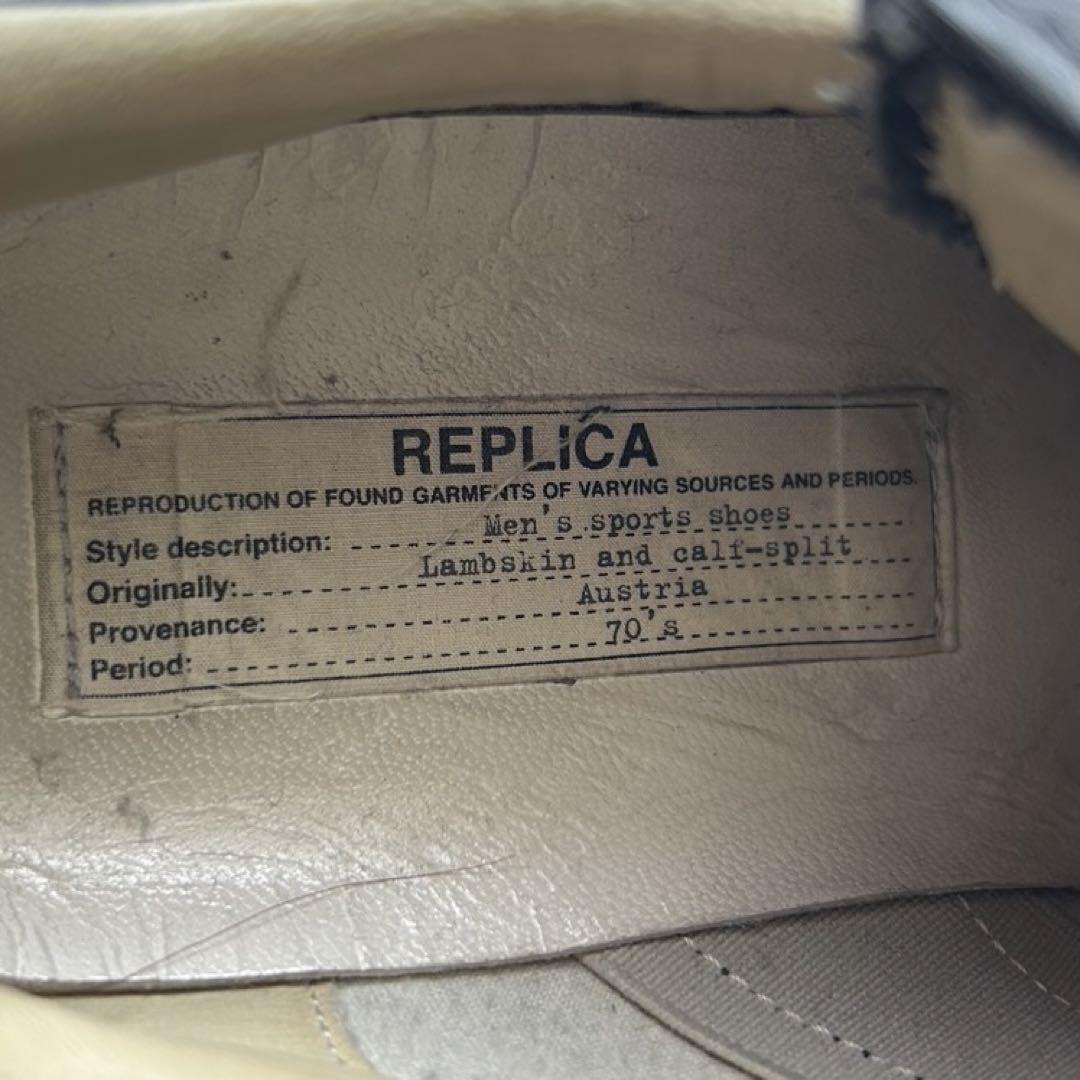 REPLICA
REPRODUCTION OF FOUND GARMENTS OF VARYING SOURCES AND PERIODS.
Style description: Men's sports shoes
Originally: Lambskin and calf-split
Provenance: Austria
Period: 70's